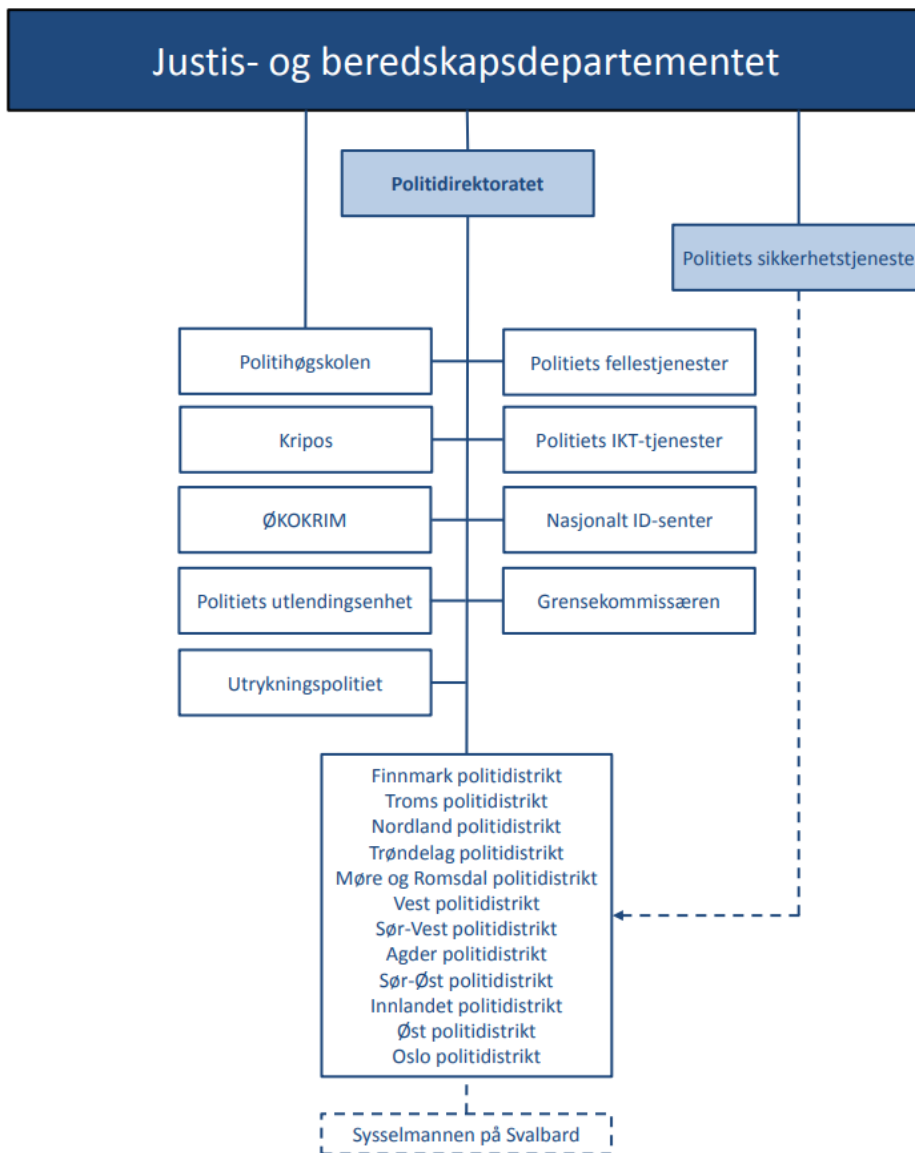 Justis- og beredskapsdepartementet
Politidirektoratet
Politiets sikkerhetstjeneste
Politihøgskolen
Politiets fellestjenester
Kripos
Politiets IKT-tjenester
ØKOKRIM
Nasjonalt ID-senter
Politiets utlendingsenhet
Grensekommissæren
Utrykningspolitiet
Finnmark politidistrikt
Troms politidistrikt
Nordland politidistrikt
Trøndelag politidistrikt
Møre og Romsdal politidistrikt
Vest politidistrikt
Sør-Vest politidistrikt
Agder politidistrikt
Sør-Øst politidistrikt
Innlandet politidistrikt
Øst politidistrikt
Oslo politidistrikt
Sysselmannen på Svalbard